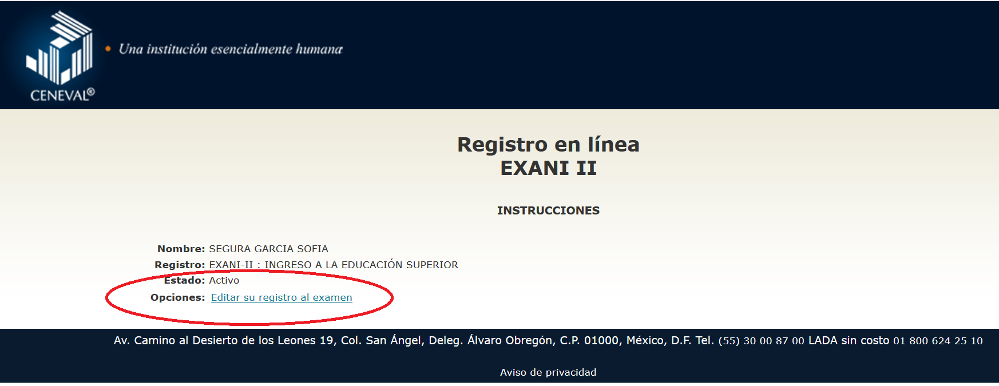 • Una institución esencialmente humana
CENEVAL®
Registro en línea
EXANI II
INSTRUCCIONES
Nombre: SEGURA GARCIA SOFIA
Registro: EXANI-II : INGRESO A LA EDUCACIÓN SUPERIOR
Estado: Activo
Opciones: Editar su registro al examen
Av. Camino al Desierto de los Leones 19, Col. San Ángel, Deleg. Álvaro Obregón, C.P. 01000, México, D.F. Tel. (55) 30 00 87 00 LADA sin costo 01 800 624 25 10
Aviso de privacidad